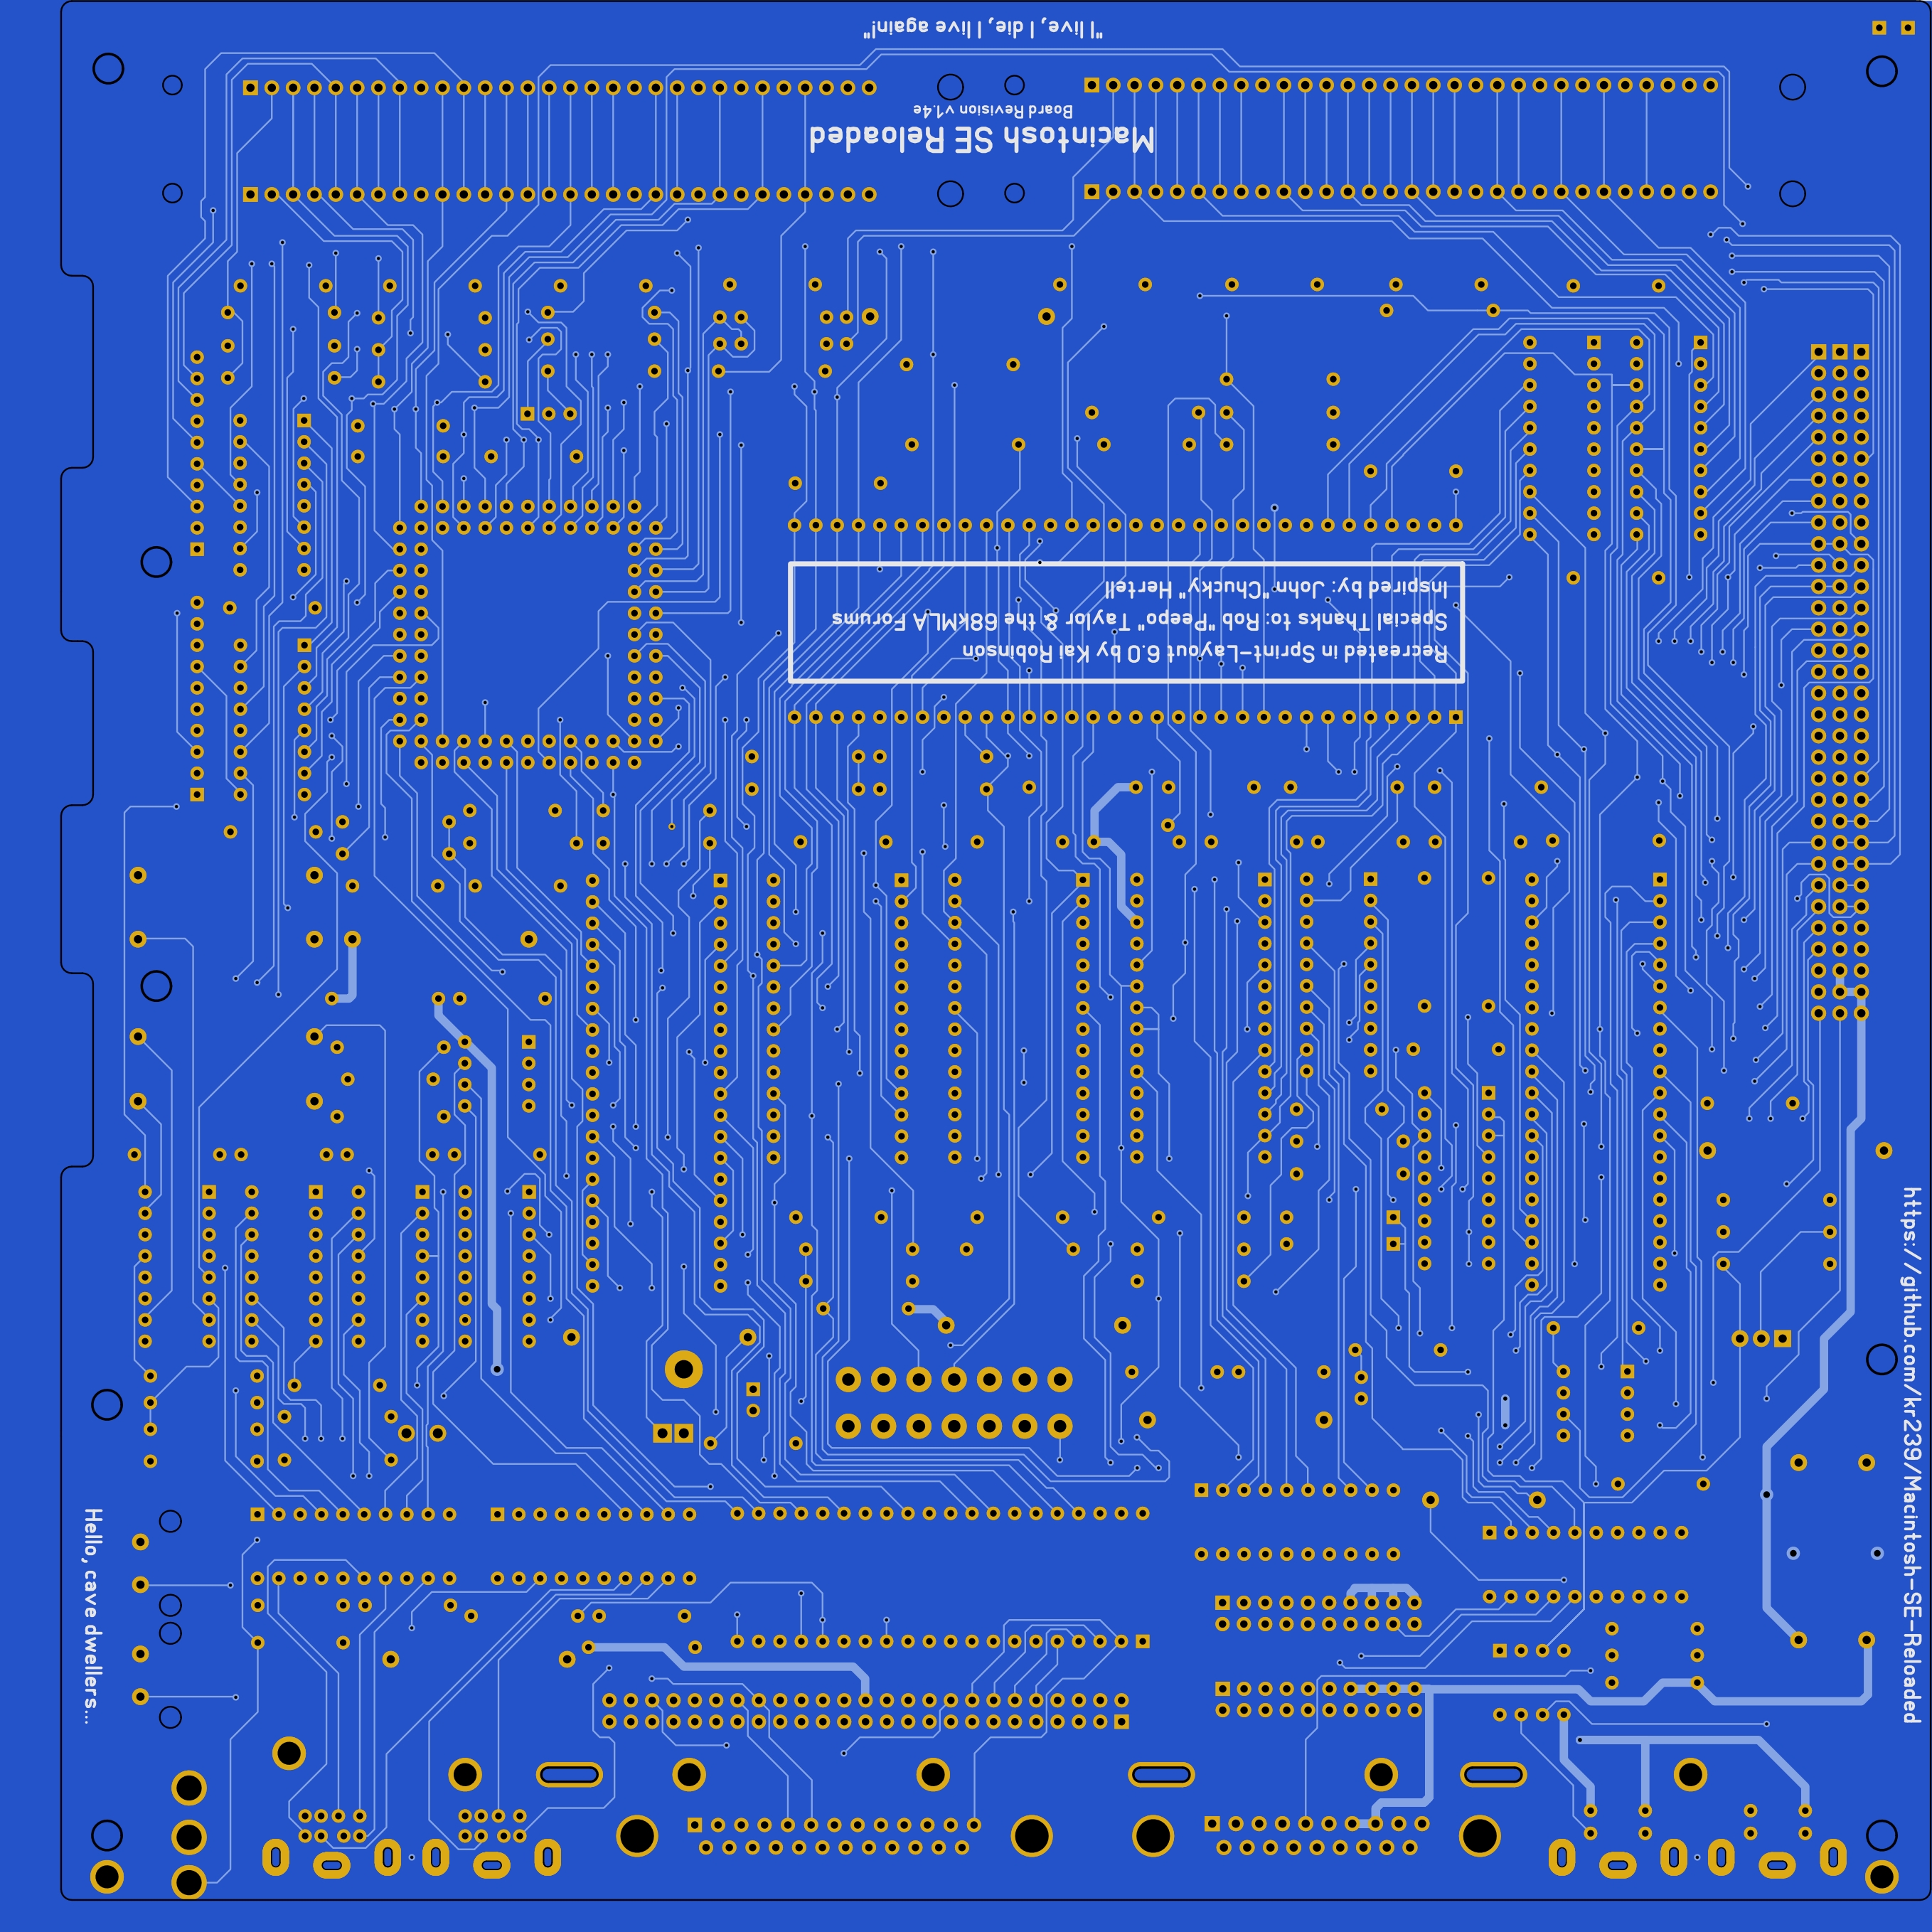 "I live, I die, I live again!"
Board Revision v1.4e
Macintosh SE Reloaded
Inspired by: John "Chucky" Hertell
Special Thanks to: Rob "Peepo" Taylor & the 68kMLA Forums
Recreated in Sprint-Layout 6.0 by Kai Robinson
https://github.com/kr239/Macintosh-SE-Reloaded
Hello, cave dwellers...